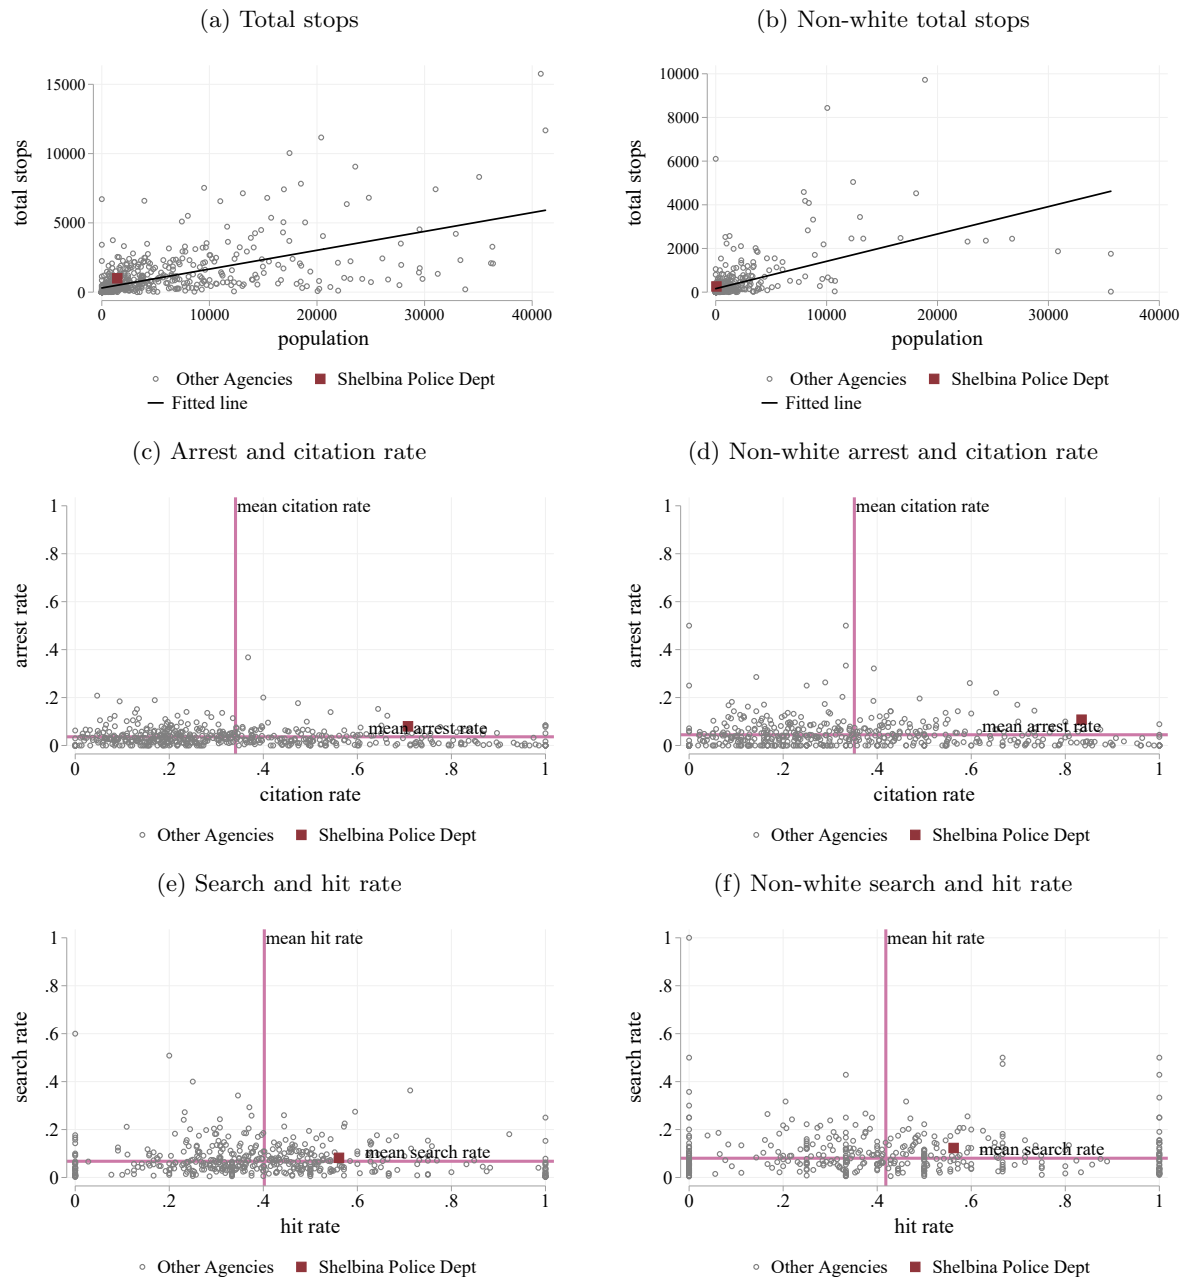 (a) Total stops
total stops
15000
10000
5000
0
0 10000 20000 30000 40000
population
Other Agencies Shelbina Police Dept
Fitted line
(b) Non-white total stops
total stops
10000
8000
6000
4000
2000
0
0 10000 20000 30000 40000
population
Other Agencies Shelbina Police Dept
Fitted line
(c) Arrest and citation rate
arrest rate
1
.8
.6
.4
.2
0
mean citation rate
mean arrest rate
0 .2 .4 .6 .8 1
citation rate
Other Agencies Shelbina Police Dept
(d) Non-white arrest and citation rate
arrest rate
1
.8
.6
.4
.2
0
mean citation rate
mean arrest rate
0 .2 .4 .6 .8 1
citation rate
Other Agencies Shelbina Police Dept
(e) Search and hit rate
search rate
1
.8
.6
.4
.2
0
mean hit rate
mean search rate
0 .2 .4 .6 .8 1
hit rate
Other Agencies Shelbina Police Dept
(f) Non-white search and hit rate
search rate
1
.8
.6
.4
.2
0
mean hit rate
mean search rate
0 .2 .4 .6 .8 1
hit rate
Other Agencies Shelbina Police Dept